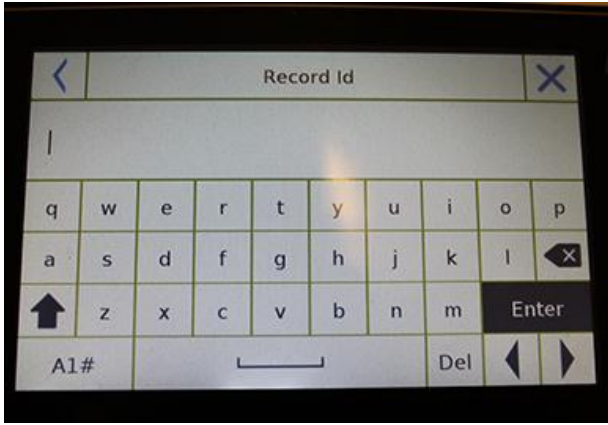 Record Id
q w e r t y u i o p
a s d f g h j k l
z x c v b n m Enter
A1# Del